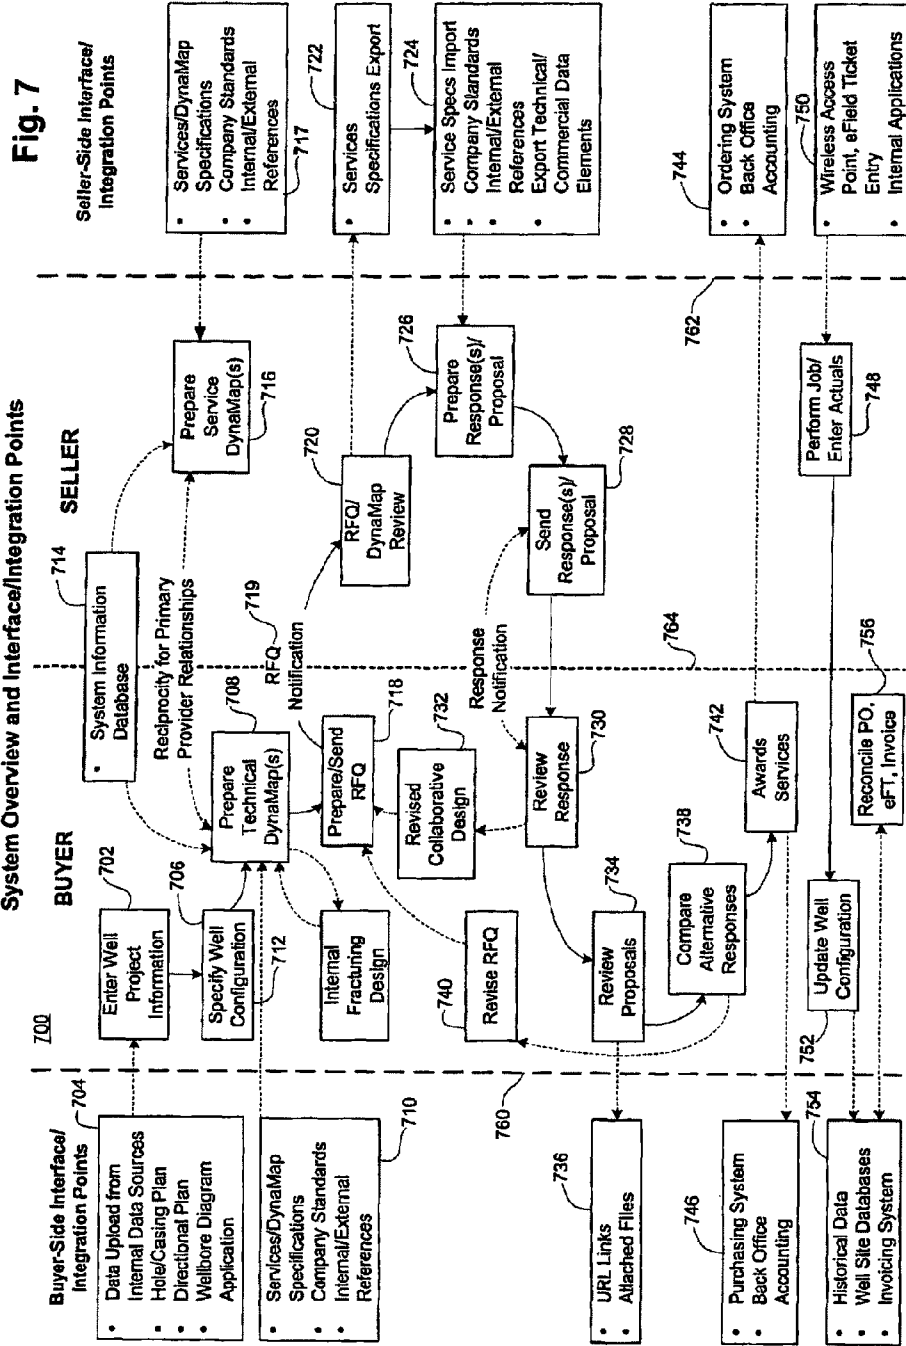 Fig. 7
System Overview and Interface/Integration Points
Buyer-Side Interface/
Integration Points
700
BUYER
SELLER
Seller-Side Interface/
Integration Points
704
• Data Upload from
Internal Data Sources
• Hole/Casing Plan
• Directional Plan
• Wellbore Diagram
Application
702
Enter Well
Project
Information
706
Specify Well
Configuration
712
714
• System Information
Database
Reciprocity for Primary
Provider Relationships
708
Prepare
Technical
DynaMap(s)
Prepare
Service
DynaMap(s)
716
• Services/DynaMap
Specifications
• Company Standards
• Internal/External
References
717
• Services/DynaMap
Specifications
• Company Standards
• Internal/External
References
710
Internal
Fracturing
Design
RFQ
719
Notification
718
Prepare/Send
RFQ
720
RFQ/
DynaMap
Review
722
• Services
Specifications Export
724
• Service Specs Import
• Company Standards
• Internal/External
References
• Export Technical/
Commercial Data
Elements
726
Prepare
Response(s)/
Proposal
732
Revised
Collaborative
Design
740
Revise RFQ
Response
Notification
728
Send
Response(s)/
Proposal
730
Review
Response
734
Review
Proposals
736
• URL Links
• Attached Files
738
Compare
Alternative
Responses
760
764
762
742
Awards
Services
744
• Ordering System
• Back Office
Accounting
746
• Purchasing System
• Back Office
Accounting
750
• Wireless Access
Point, eField Ticket
Entry
• Internal Applications
Perform Job/
Enter Actuals
748
Update Well
Configuration
752
754
• Historical Data
• Well Site Databases
• Invoicing System
756
Reconcile PO,
eFT, Invoice